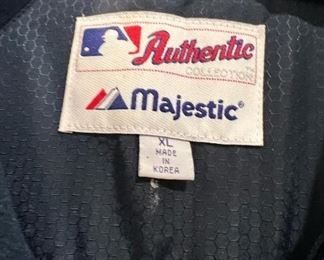 Authentic
COLLECTION
Majestic®
XL
MADE
IN
KOREA